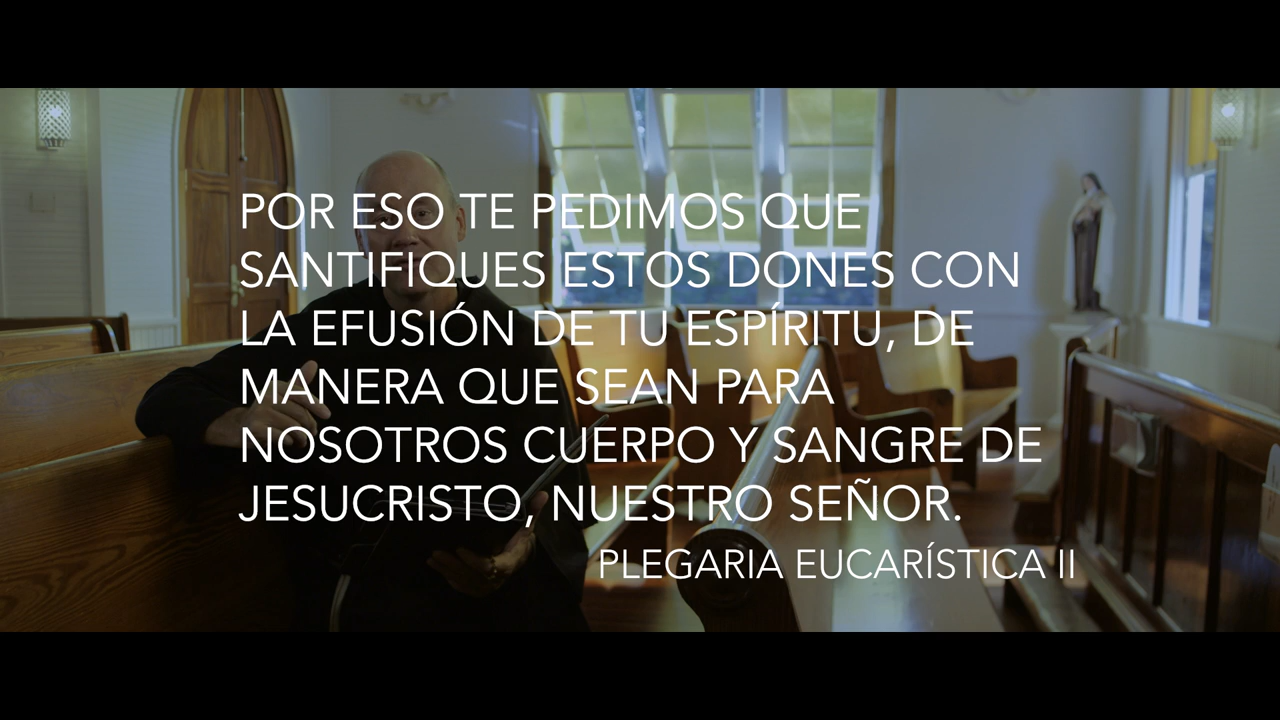 POR ESO TE PEDIMOS QUE
SANTIFIQUES ESTOS DONES CON
LA EFUSIÓN DE TU ESPÍRITU, DE
MANERA QUE SEAN PARA
NOSOTROS CUERPO Y SANGRE DE
JESUCRISTO, NUESTRO SEÑOR.
PLEGARIA EUCARÍSTICA II